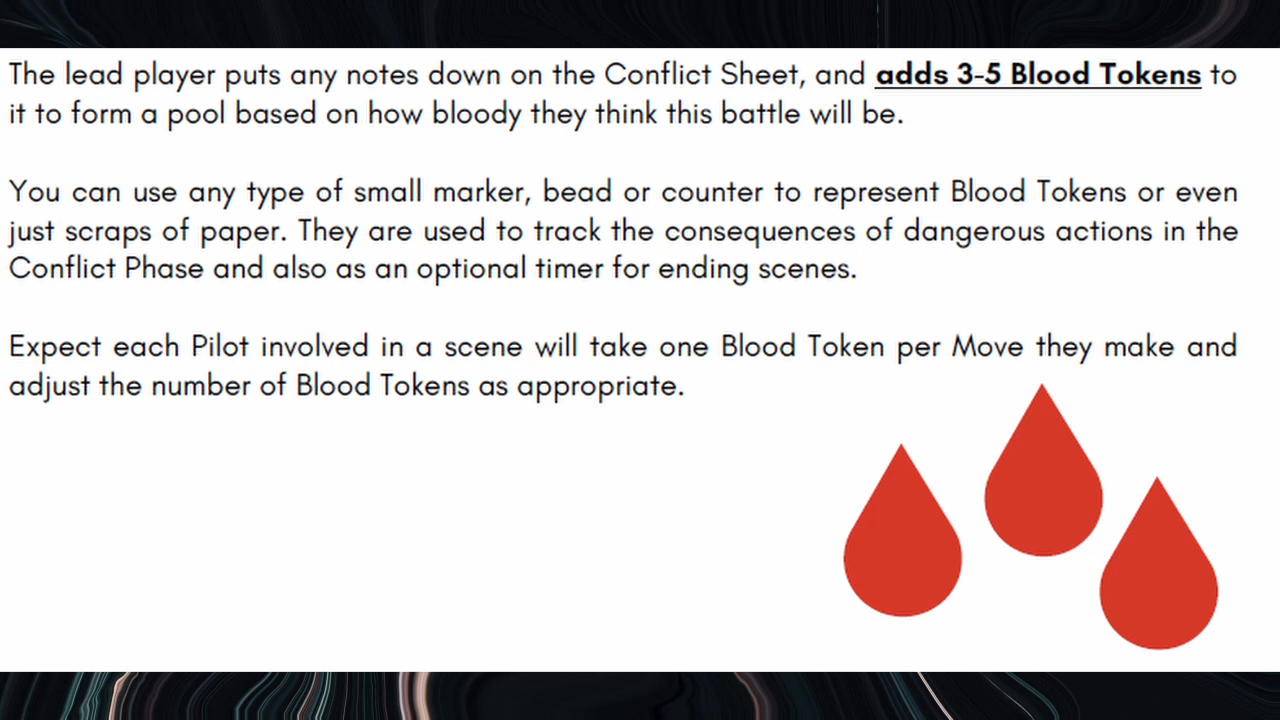 The lead player puts any notes down on the Conflict Sheet, and adds 3-5 Blood Tokens to
it to form a pool based on how bloody they think this battle will be.
You can use any type of small marker, bead or counter to represent Blood Tokens or even
just scraps of paper. They are used to track the consequences of dangerous actions in the
Conflict Phase and also as an optional timer for ending scenes.
Expect each Pilot involved in a scene will take one Blood Token per Move they make and
adjust the number of Blood Tokens as appropriate.